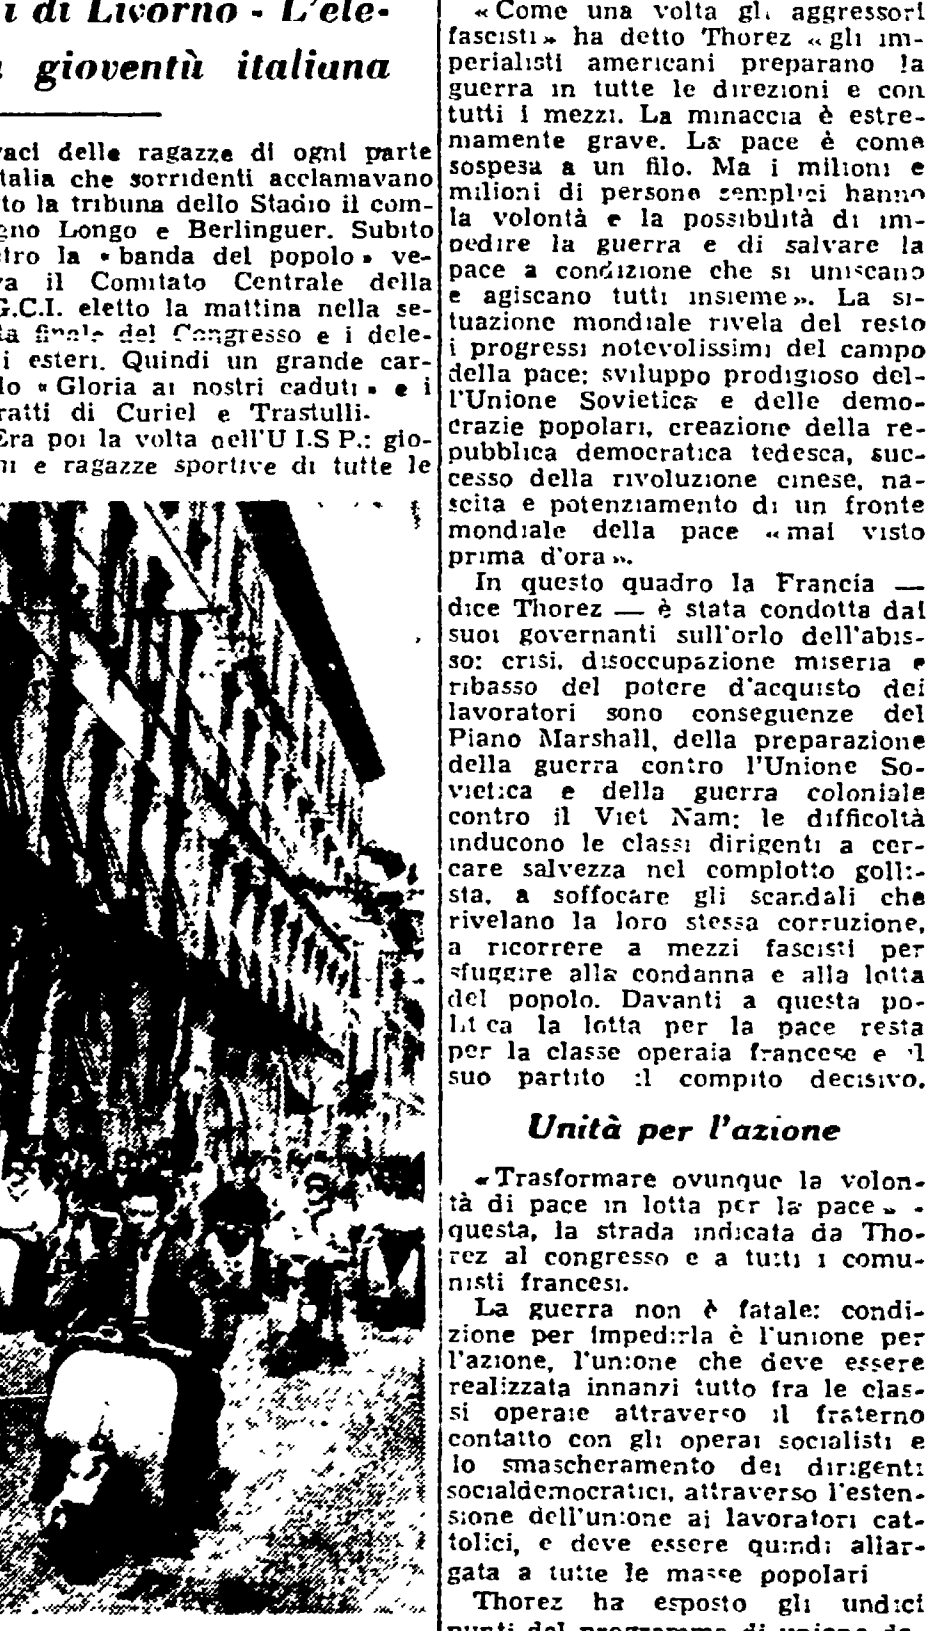 i di Livorno - L'ele-
gioventù italiana
vaci delle ragazze di ogni parte
talia che sorridenti acclamavano
to la tribuna dello Stadio il com-
gno Longo e Berlinguer. Subito
tro la « banda del popolo » ve-
va il Comitato Centrale della
G.C.I. eletto la mattina nella se-
ta finale del Congresso e i dele-
i esteri. Quindi un grande car-
lo « Gloria ai nostri caduti » e i
ratti di Curiel e Trastulli.
Era poi la volta dell'U I.S P.: gio-
ni e ragazze sportive di tutte le
« Come una volta gli aggressori
fascisti » ha detto Thorez « gli im-
perialisti americani preparano la
guerra in tutte le direzioni e con
tutti i mezzi. La minaccia è estre-
mamente grave. La pace è come
sospesa a un filo. Ma i milioni e
milioni di persone semplici hanno
la volontà e la possibilità di im-
pedire la guerra e di salvare la
pace a condizione che si uniscano
e agiscano tutti insieme ». La si-
tuazione mondiale rivela del resto
i progressi notevolissimi del campo
della pace: sviluppo prodigioso del-
l'Unione Sovietica e delle demo-
crazie popolari, creazione della re-
pubblica democratica tedesca, suc-
cesso della rivoluzione cinese, na-
scita e potenziamento di un fronte
mondiale della pace « mai visto
prima d'ora ».
In questo quadro la Francia —
dice Thorez — è stata condotta dai
suoi governanti sull'orlo dell'abis-
so: crisi, disoccupazione miseria e
ribasso del potere d'acquisto dei
lavoratori sono conseguenze del
Piano Marshall, della preparazione
della guerra contro l'Unione So-
vietica e della guerra coloniale
contro il Viet Nam; le difficoltà
inducono le classi dirigenti a cer-
care salvezza nel complotto golli-
sta, a soffocare gli scandali che
rivelano la loro stessa corruzione,
a ricorrere a mezzi fascisti per
sfuggire alla condanna e alla lotta
del popolo. Davanti a questa po-
litica la lotta per la pace resta
per la classe operaia francese e il
suo partito il compito decisivo.
Unità per l'azione
« Trasformare ovunque la volon-
tà di pace in lotta per la pace » -
questa, la strada indicata da Tho-
rez al congresso e a tutti i comu-
nisti francesi.
La guerra non è fatale: condi-
zione per impedirla è l'unione per
l'azione, l'unione che deve essere
realizzata innanzi tutto fra le clas-
si operaie attraverso il fraterno
contatto con gli operai socialisti e
lo smascheramento dei dirigenti
socialdemocratici, attraverso l'esten-
sione dell'unione ai lavoratori cat-
tolici, e deve essere quindi allar-
gata a tutte le masse popolari
Thorez ha esposto gli undici
punti del programma di unione de-